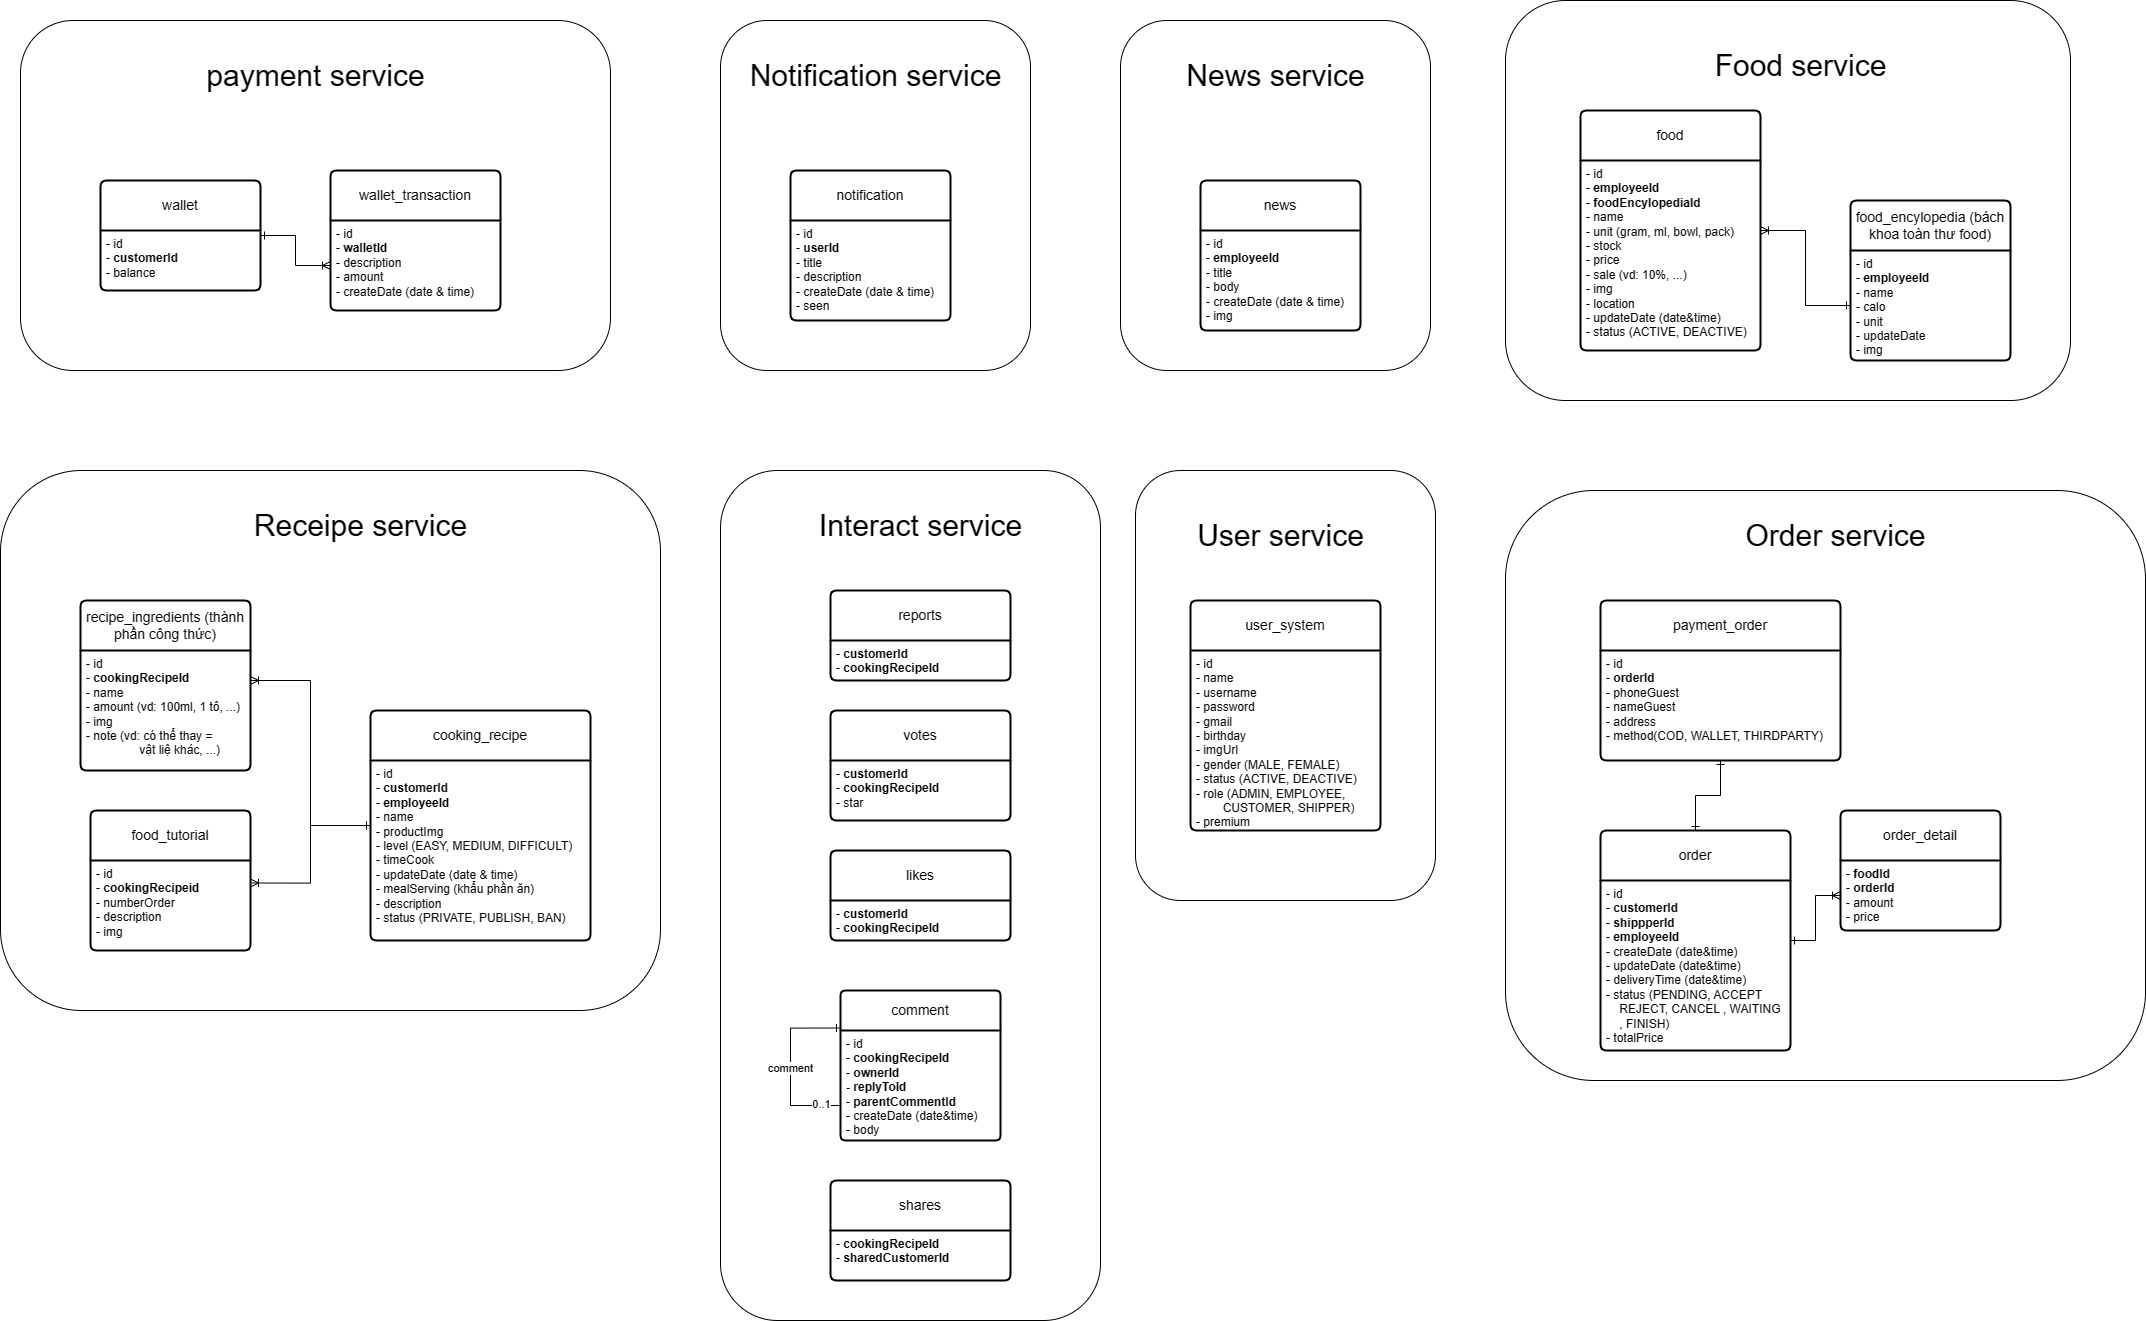 payment service
wallet
- id
- customerId
- balance
wallet_transaction
- id
- walletId
- description
- amount
- createDate (date & time)
Notification service
notification
- id
- userId
- title
- description
- createDate (date & time)
- seen
News service
news
- id
- employeeId
- title
- body
- createDate (date & time)
- img
Food service
food
- id
- employeeId
- foodEncylopediaId
- name
- unit (gram, ml, bowl, pack)
- stock
- price
- sale (vd: 10%, ...)
- img
- location
- updateDate (date&time)
- status (ACTIVE, DEACTIVE)
food_encylopedia (bách
khoa toàn thư food)
- id
- employeeId
- name
- calo
- unit
- updateDate
- img
Receipe service
recipe_ingredients (thành
phần công thức)
- id
- cookingRecipeId
- name
- amount (vd: 100ml, 1 tô, ...)
- img
- note (vd: có thể thay =
vật liệ khác, ...)
food_tutorial
- id
- cookingRecipeid
- numberOrder
- description
- img
cooking_recipe
- id
- customerId
- employeeId
- name
- productImg
- level (EASY, MEDIUM, DIFFICULT)
- timeCook
- updateDate (date & time)
- mealServing (khẩu phần ăn)
- description
- status (PRIVATE, PUBLISH, BAN)
Interact service
reports
- customerId
- cookingRecipeId
votes
- customerId
- cookingRecipeId
- star
likes
- customerId
- cookingRecipeId
comment
- id
- cookingRecipeId
- ownerId
- replyToId
- parentCommentId
- createDate (date&time)
- body
comment
0..1
shares
- cookingRecipeId
- sharedCustomerId
User service
user_system
- id
- name
- username
- password
- gmail
- birthday
- imgUrl
- gender (MALE, FEMALE)
- status (ACTIVE, DEACTIVE)
- role (ADMIN, EMPLOYEE,
CUSTOMER, SHIPPER)
- premium
Order service
payment_order
- id
- orderId
- phoneGuest
- nameGuest
- address
- method(COD, WALLET, THIRDPARTY)
order
- id
- customerId
- shippperId
- employeeId
- createDate (date&time)
- updateDate (date&time)
- deliveryTime (date&time)
- status (PENDING, ACCEPT
REJECT, CANCEL , WAITING
, FINISH)
- totalPrice
order_detail
- foodId
- orderId
- amount
- price